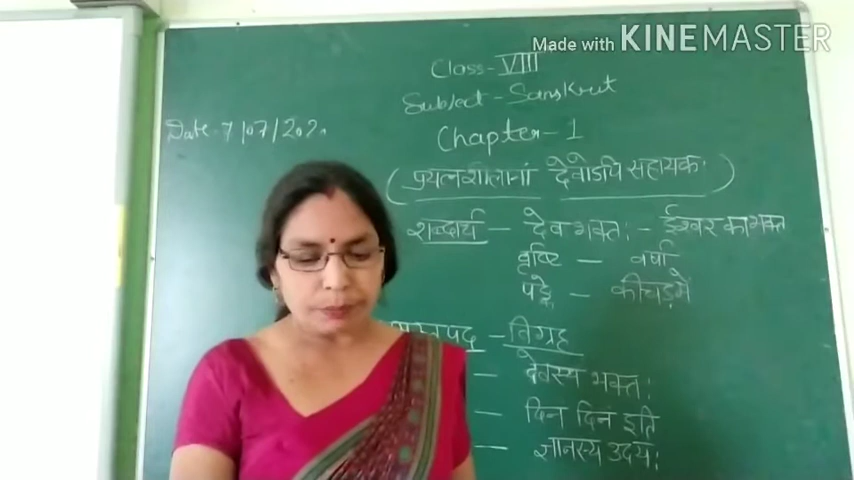 Made with KINEMASTER
Class-VIII
Subject-Sanskrut
Date-7/07/2020
Chapter-1
(प्रयत्नशीलानां देवोऽपि सहायकः)
शब्दार्थ - देवभक्तः - ईश्वर का भक्त
वृष्टि - वर्षा
पङ्के - कीचड़ में
- विग्रह
- देवस्य भक्तः
- दिन दिन इति
- ज्ञानस्य उदयः